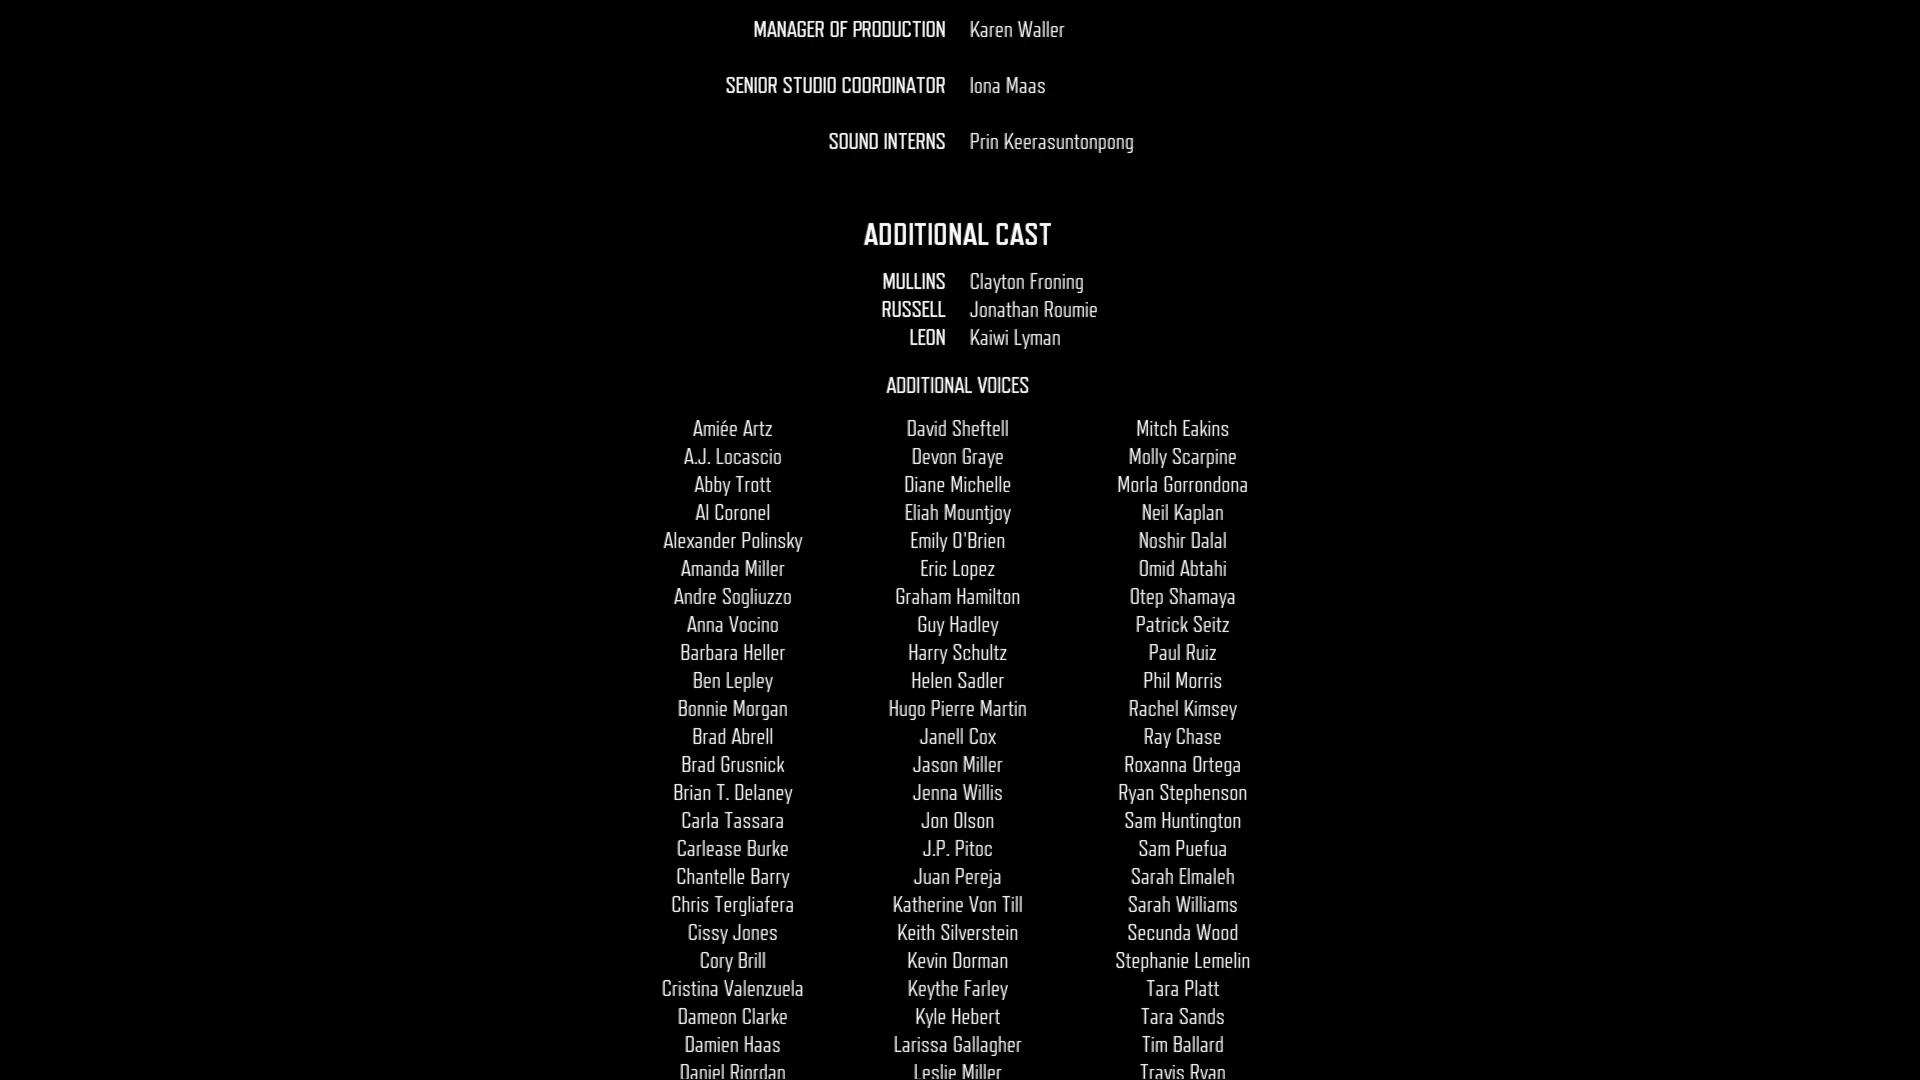 MANAGER OF PRODUCTION Karen Waller
SENIOR STUDIO COORDINATOR Iona Maas
SOUND INTERNS Prin Keerasuntonpong
ADDITIONAL CAST
MULLINS Clayton Froning
RUSSELL Jonathan Roumie
LEON Kaiwi Lyman
ADDITIONAL VOICES
Amiée Artz David Sheftell Mitch Eakins
A.J. Locascio Devon Graye Molly Scarpine
Abby Trott Diane Michelle Morla Gorrondona
Al Coronel Eliah Mountjoy Neil Kaplan
Alexander Polinsky Emily O'Brien Noshir Dalal
Amanda Miller Eric Lopez Omid Abtahi
Andre Sogliuzzo Graham Hamilton Otep Shamaya
Anna Vocino Guy Hadley Patrick Seitz
Barbara Heller Harry Schultz Paul Ruiz
Ben Lepley Helen Sadler Phil Morris
Bonnie Morgan Hugo Pierre Martin Rachel Kimsey
Brad Abrell Janell Cox Ray Chase
Brad Grusnick Jason Miller Roxanna Ortega
Brian T. Delaney Jenna Willis Ryan Stephenson
Carla Tassara Jon Olson Sam Huntington
Carlease Burke J.P. Pitoc Sam Puefua
Chantelle Barry Juan Pereja Sarah Elmaleh
Chris Tergliafera Katherine Von Till Sarah Williams
Cissy Jones Keith Silverstein Secunda Wood
Cory Brill Kevin Dorman Stephanie Lemelin
Cristina Valenzuela Keythe Farley Tara Platt
Dameon Clarke Kyle Hebert Tara Sands
Damien Haas Larissa Gallagher Tim Ballard
Daniel Riordan Leslie Miller Travis Ryan